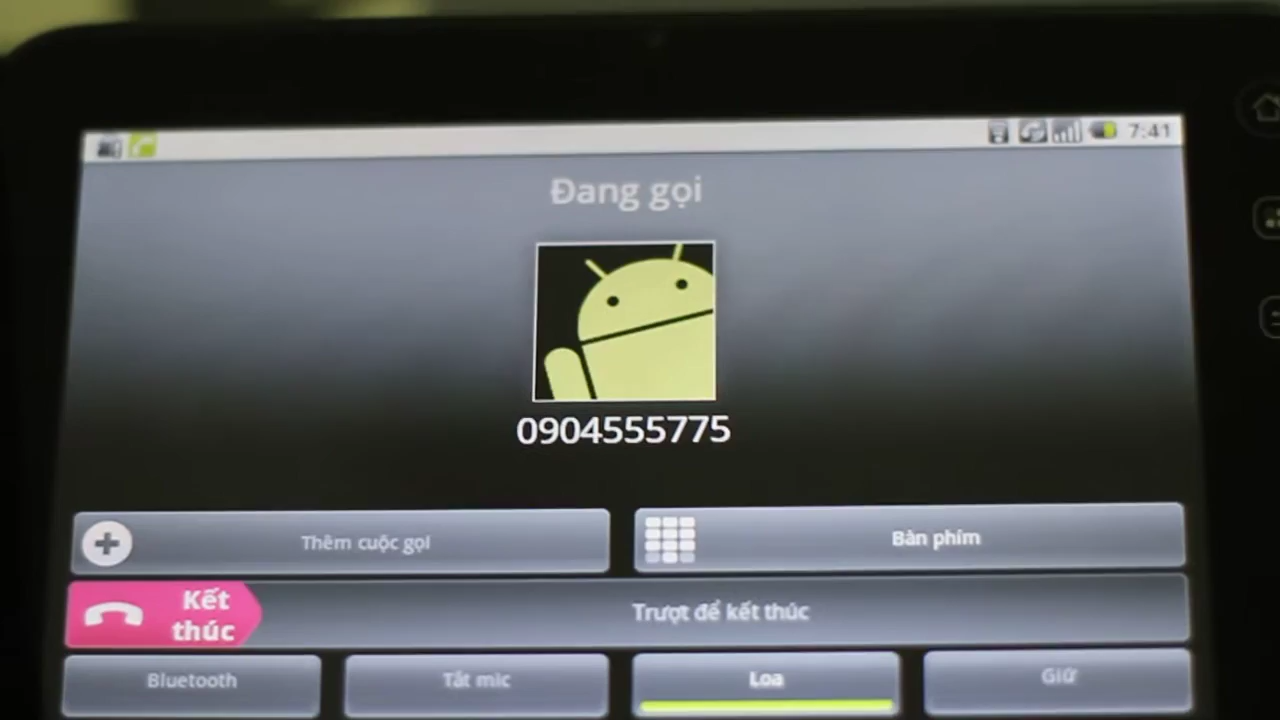 7:41
Đang gọi
0904555775
Thêm cuộc gọi
Bàn phím
Kết thúc
Trượt để kết thúc
Bluetooth
Tắt mic
Loa
Giữ